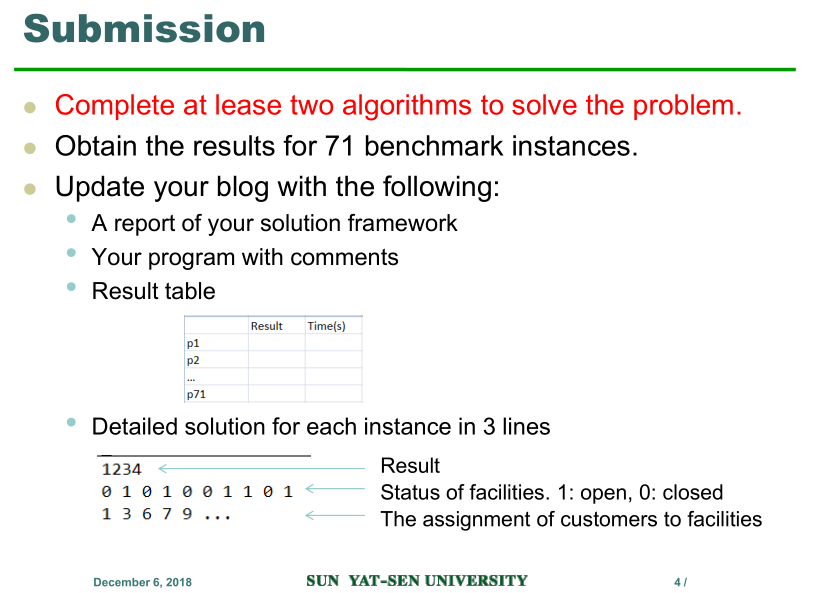 Submission
Complete at lease two algorithms to solve the problem.
Obtain the results for 71 benchmark instances.
Update your blog with the following:
A report of your solution framework
Your program with comments
Result table
Result Time(s)
p1
p2
...
p71
Detailed solution for each instance in 3 lines
1234 Result
0 1 0 1 0 0 1 1 0 1 Status of facilities. 1: open, 0: closed
1 3 6 7 9 ... The assignment of customers to facilities
December 6, 2018 SUN YAT-SEN UNIVERSITY 4 /